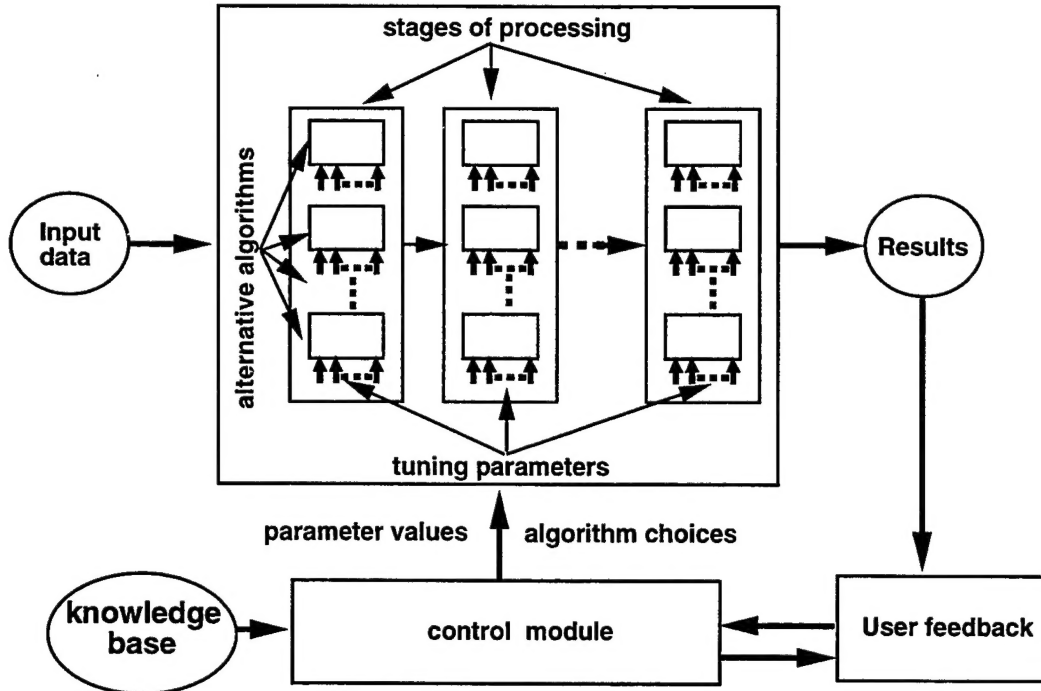 stages of processing
alternative algorithms
Input
data
Results
tuning parameters
parameter values
algorithm choices
knowledge
base
control module
User feedback